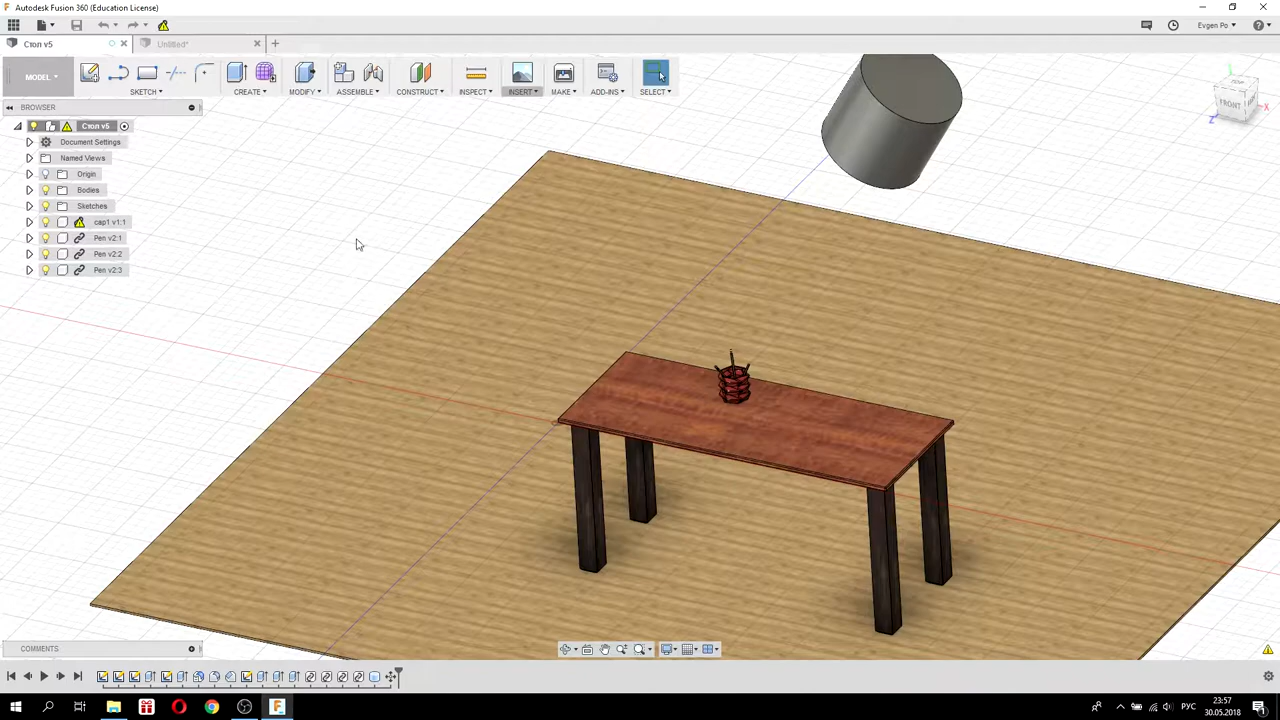 Autodesk Fusion 360 (Education License)
Evgen Po
Стол v5
Untitled*
MODEL
SKETCH
CREATE
MODIFY
ASSEMBLE
CONSTRUCT
INSPECT
INSERT
MAKE
ADD-INS
SELECT
BROWSER
Стол v5
Document Settings
Named Views
Origin
Bodies
Sketches
cap1 v1:1
Pen v2:1
Pen v2:2
Pen v2:3
FRONT
X
Z
COMMENTS
РУС
23:57
30.05.2018
1